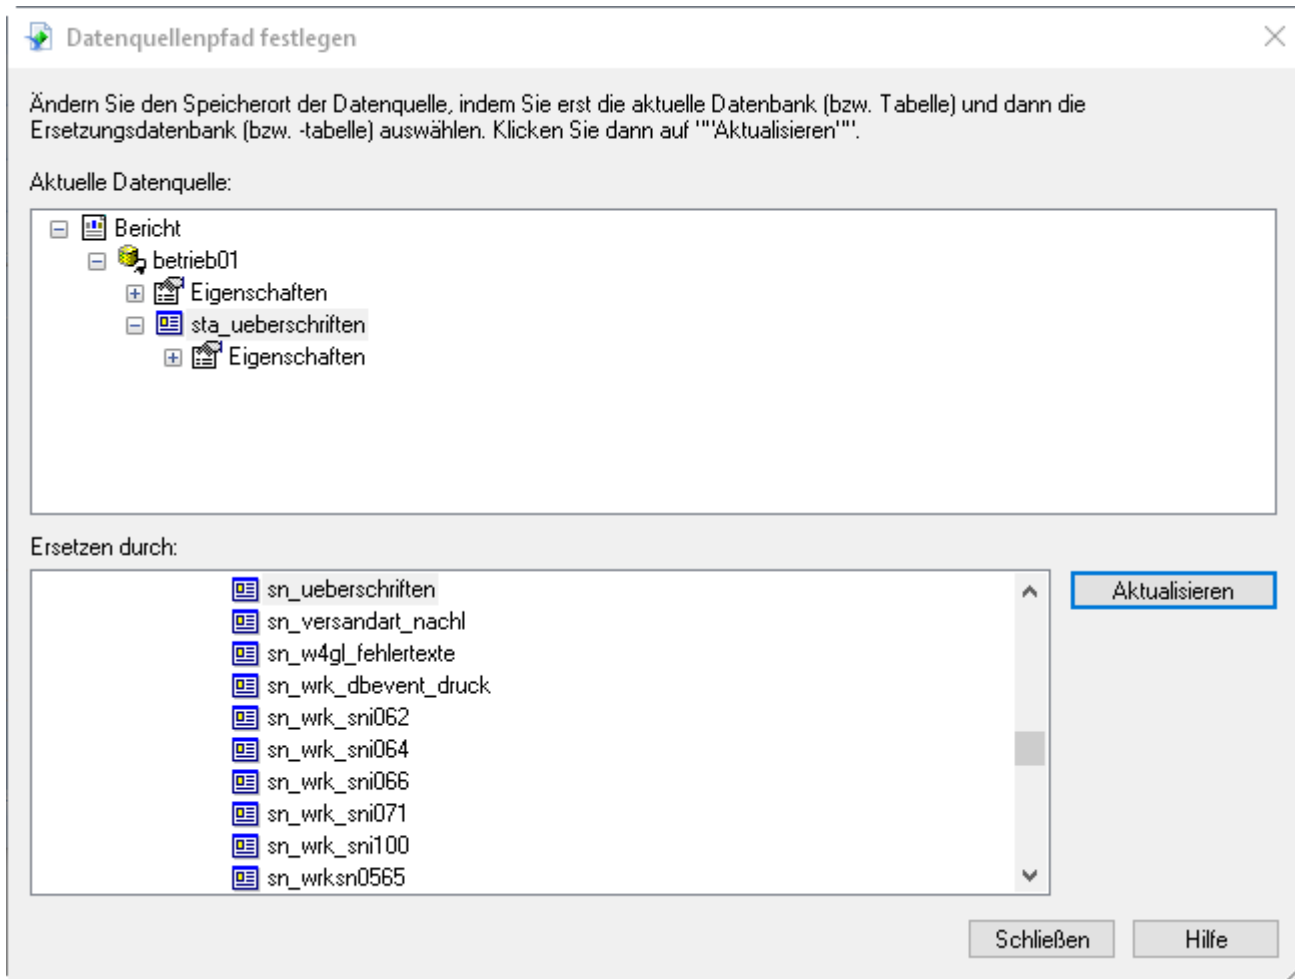 Datenquellenpfad festlegen
Ändern Sie den Speicherort der Datenquelle, indem Sie erst die aktuelle Datenbank (bzw. Tabelle) und dann die
Ersetzungsdatenbank (bzw. -tabelle) auswählen. Klicken Sie dann auf '"'Aktualisieren'"'.
Aktuelle Datenquelle:
Bericht
betrieb01
Eigenschaften
sta_ueberschriften
Eigenschaften
Ersetzen durch:
sn_ueberschriften
Aktualisieren
sn_versandart_nachl
sn_w4gl_fehlertexte
sn_wrk_dbevent_druck
sn_wrk_sni062
sn_wrk_sni064
sn_wrk_sni066
sn_wrk_sni071
sn_wrk_sni100
sn_wrksn0565
Schließen
Hilfe